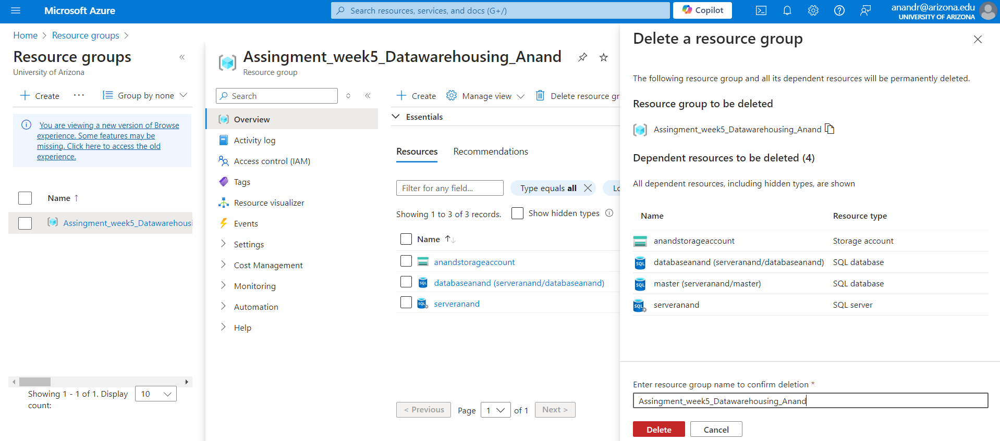 Microsoft Azure
Search resources, services, and docs (G+/)
Copilot
anandr@arizona.edu
UNIVERSITY OF ARIZONA
Home > Resource groups >
Resource groups
University of Arizona
Create
Group by none
You are viewing a new version of Browse
experience. Some features may be
missing. Click here to access the old
experience.
Name ↑
Assingment_week5_Datawarehousi
Showing 1 - 1 of 1. Display
count:
10
Assingment_week5_Datawarehousing_Anand
Resource group
Search
Overview
Activity log
Access control (IAM)
Tags
Resource visualizer
Events
Settings
Cost Management
Monitoring
Automation
Help
Create
Manage view
Delete resource gr
Essentials
Resources
Recommendations
Filter for any field...
Type equals all
Lo
Showing 1 to 3 of 3 records.
Show hidden types
Name ↑↓
anandstorageaccount
databaseanand (serveranand/databaseanand)
serveranand
< Previous
Page
1
of 1
Next >
Delete a resource group
The following resource group and all its dependent resources will be permanently deleted.
Resource group to be deleted
Assingment_week5_Datawarehousing_Anand
Dependent resources to be deleted (4)
All dependent resources, including hidden types, are shown
Name Resource type
anandstorageaccount Storage account
databaseanand (serveranand/databaseanand) SQL database
master (serveranand/master) SQL database
serveranand SQL server
Enter resource group name to confirm deletion *
Assingment_week5_Datawarehousing_Anand
Delete
Cancel